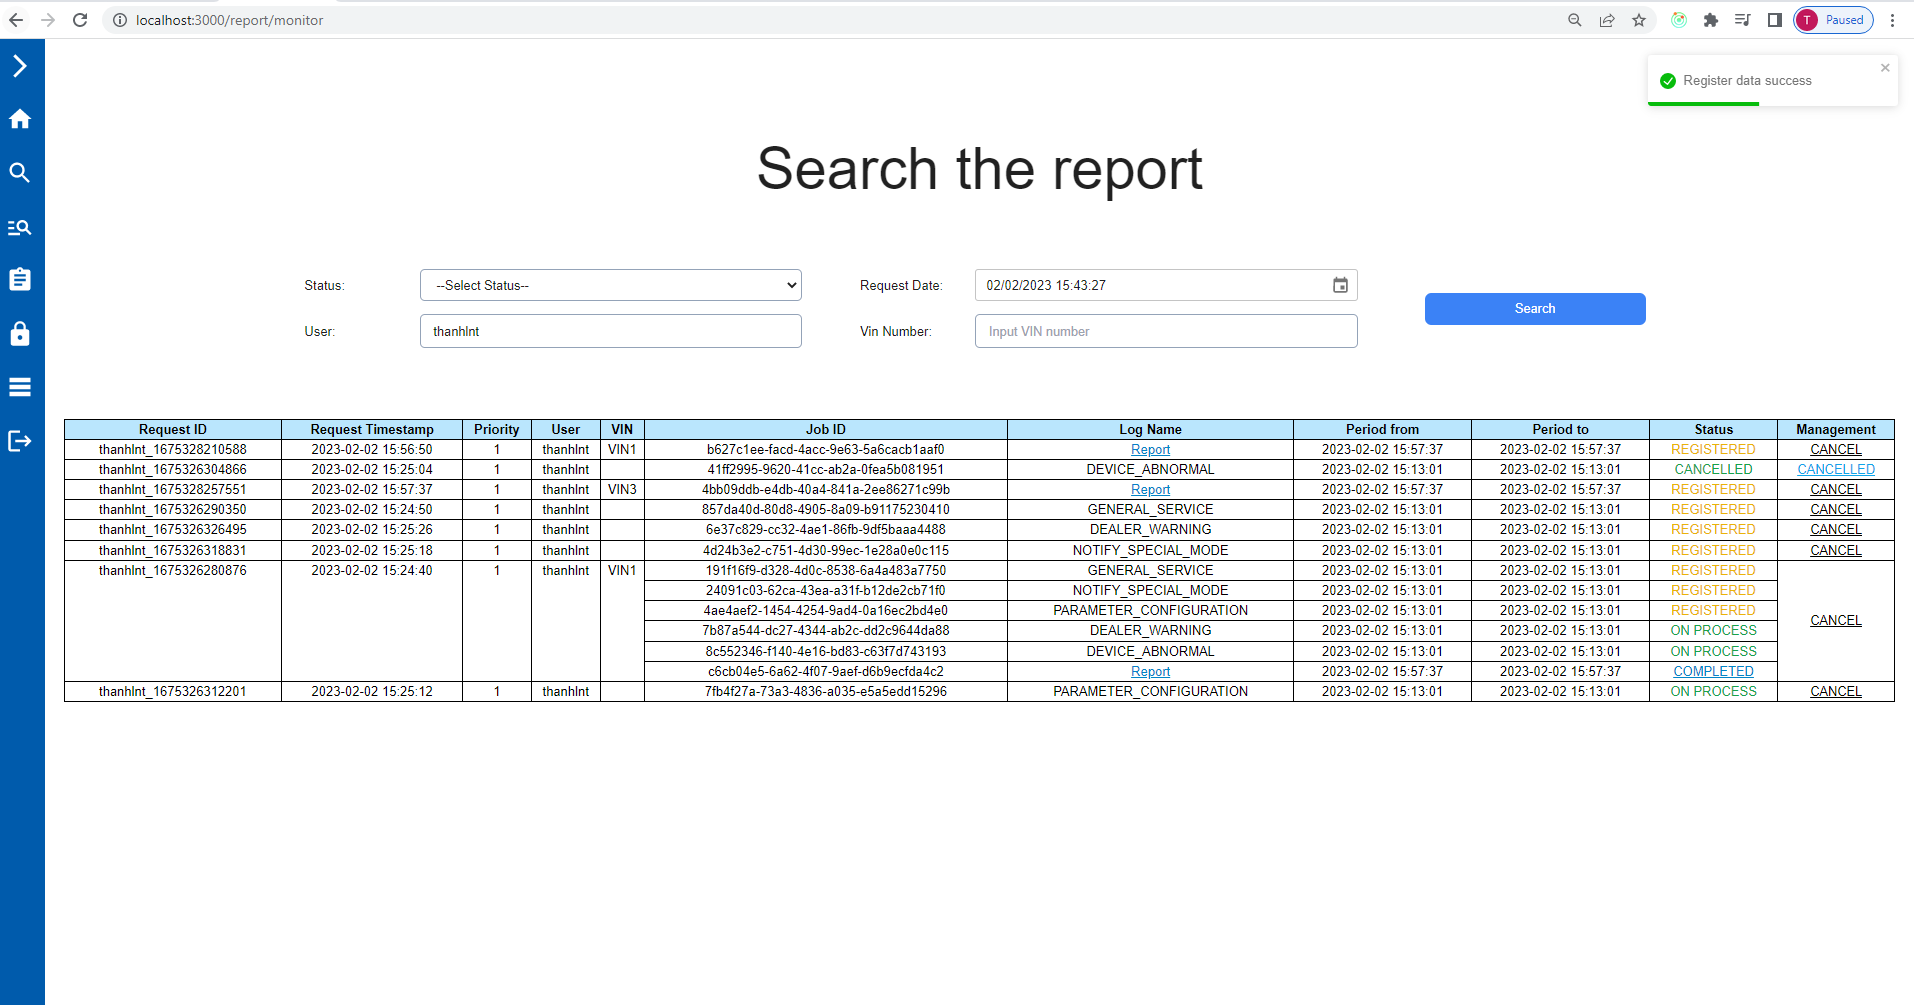 localhost:3000/report/monitor
T Paused
Register data success
Search the report
Status: --Select Status-- Request Date: 02/02/2023 15:43:27
Search
User: thanhlnt Vin Number: Input VIN number
Request ID Request Timestamp Priority User VIN Job ID Log Name Period from Period to Status Management
thanhlnt_1675328210588 2023-02-02 15:56:50 1 thanhlnt VIN1 b627c1ee-facd-4acc-9e63-5a6cacb1aaf0 Report 2023-02-02 15:57:37 2023-02-02 15:57:37 REGISTERED CANCEL
thanhlnt_1675326304866 2023-02-02 15:25:04 1 thanhlnt 41ff2995-9620-41cc-ab2a-0fea5b081951 DEVICE_ABNORMAL 2023-02-02 15:13:01 2023-02-02 15:13:01 CANCELLED CANCELLED
thanhlnt_1675328257551 2023-02-02 15:57:37 1 thanhlnt VIN3 4bb09ddb-e4db-40a4-841a-2ee86271c99b Report 2023-02-02 15:57:37 2023-02-02 15:57:37 REGISTERED CANCEL
thanhlnt_1675326290350 2023-02-02 15:24:50 1 thanhlnt 857da40d-80d8-4905-8a09-b91175230410 GENERAL_SERVICE 2023-02-02 15:13:01 2023-02-02 15:13:01 REGISTERED CANCEL
thanhlnt_1675326326495 2023-02-02 15:25:26 1 thanhlnt 6e37c829-cc32-4ae1-86fb-9df5baaa4488 DEALER_WARNING 2023-02-02 15:13:01 2023-02-02 15:13:01 REGISTERED CANCEL
thanhlnt_1675326318831 2023-02-02 15:25:18 1 thanhlnt 4d24b3e2-c751-4d30-99ec-1e28a0e0c115 NOTIFY_SPECIAL_MODE 2023-02-02 15:13:01 2023-02-02 15:13:01 REGISTERED CANCEL
thanhlnt_1675326280876 2023-02-02 15:24:40 1 thanhlnt VIN1 191f16f9-d328-4d0c-8538-6a4a483a7750 GENERAL_SERVICE 2023-02-02 15:13:01 2023-02-02 15:13:01 REGISTERED
24091c03-62ca-43ea-a31f-b12de2cb71f0 NOTIFY_SPECIAL_MODE 2023-02-02 15:13:01 2023-02-02 15:13:01 REGISTERED
4ae4aef2-1454-4254-9ad4-0a16ec2bd4e0 PARAMETER_CONFIGURATION 2023-02-02 15:13:01 2023-02-02 15:13:01 REGISTERED
CANCEL
7b87a544-dc27-4344-ab2c-dd2c9644da88 DEALER_WARNING 2023-02-02 15:13:01 2023-02-02 15:13:01 ON PROCESS
8c552346-f140-4e16-bd83-c63f7d743193 DEVICE_ABNORMAL 2023-02-02 15:13:01 2023-02-02 15:13:01 ON PROCESS
c6cb04e5-6a62-4f07-9aef-d6b9ecfda4c2 Report 2023-02-02 15:57:37 2023-02-02 15:57:37 COMPLETED
thanhlnt_1675326312201 2023-02-02 15:25:12 1 thanhlnt 7fb4f27a-73a3-4836-a035-e5a5edd15296 PARAMETER_CONFIGURATION 2023-02-02 15:13:01 2023-02-02 15:13:01 ON PROCESS CANCEL